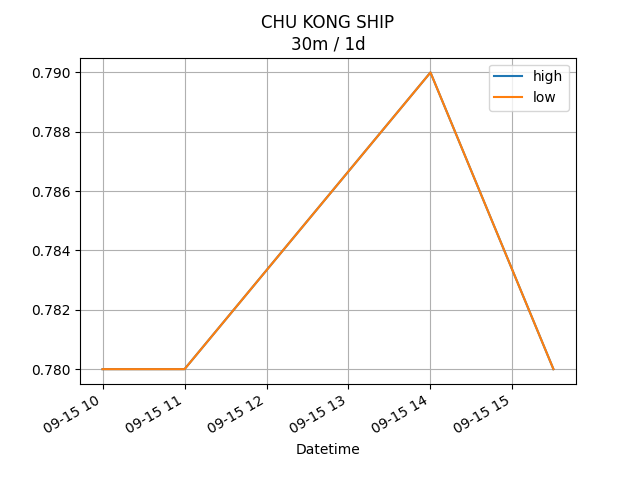 CHU KONG SHIP
30m / 1d
high
low
0.790
0.788
0.786
0.784
0.782
0.780
09-15 10
09-15 11
09-15 12
09-15 13
09-15 14
09-15 15
Datetime